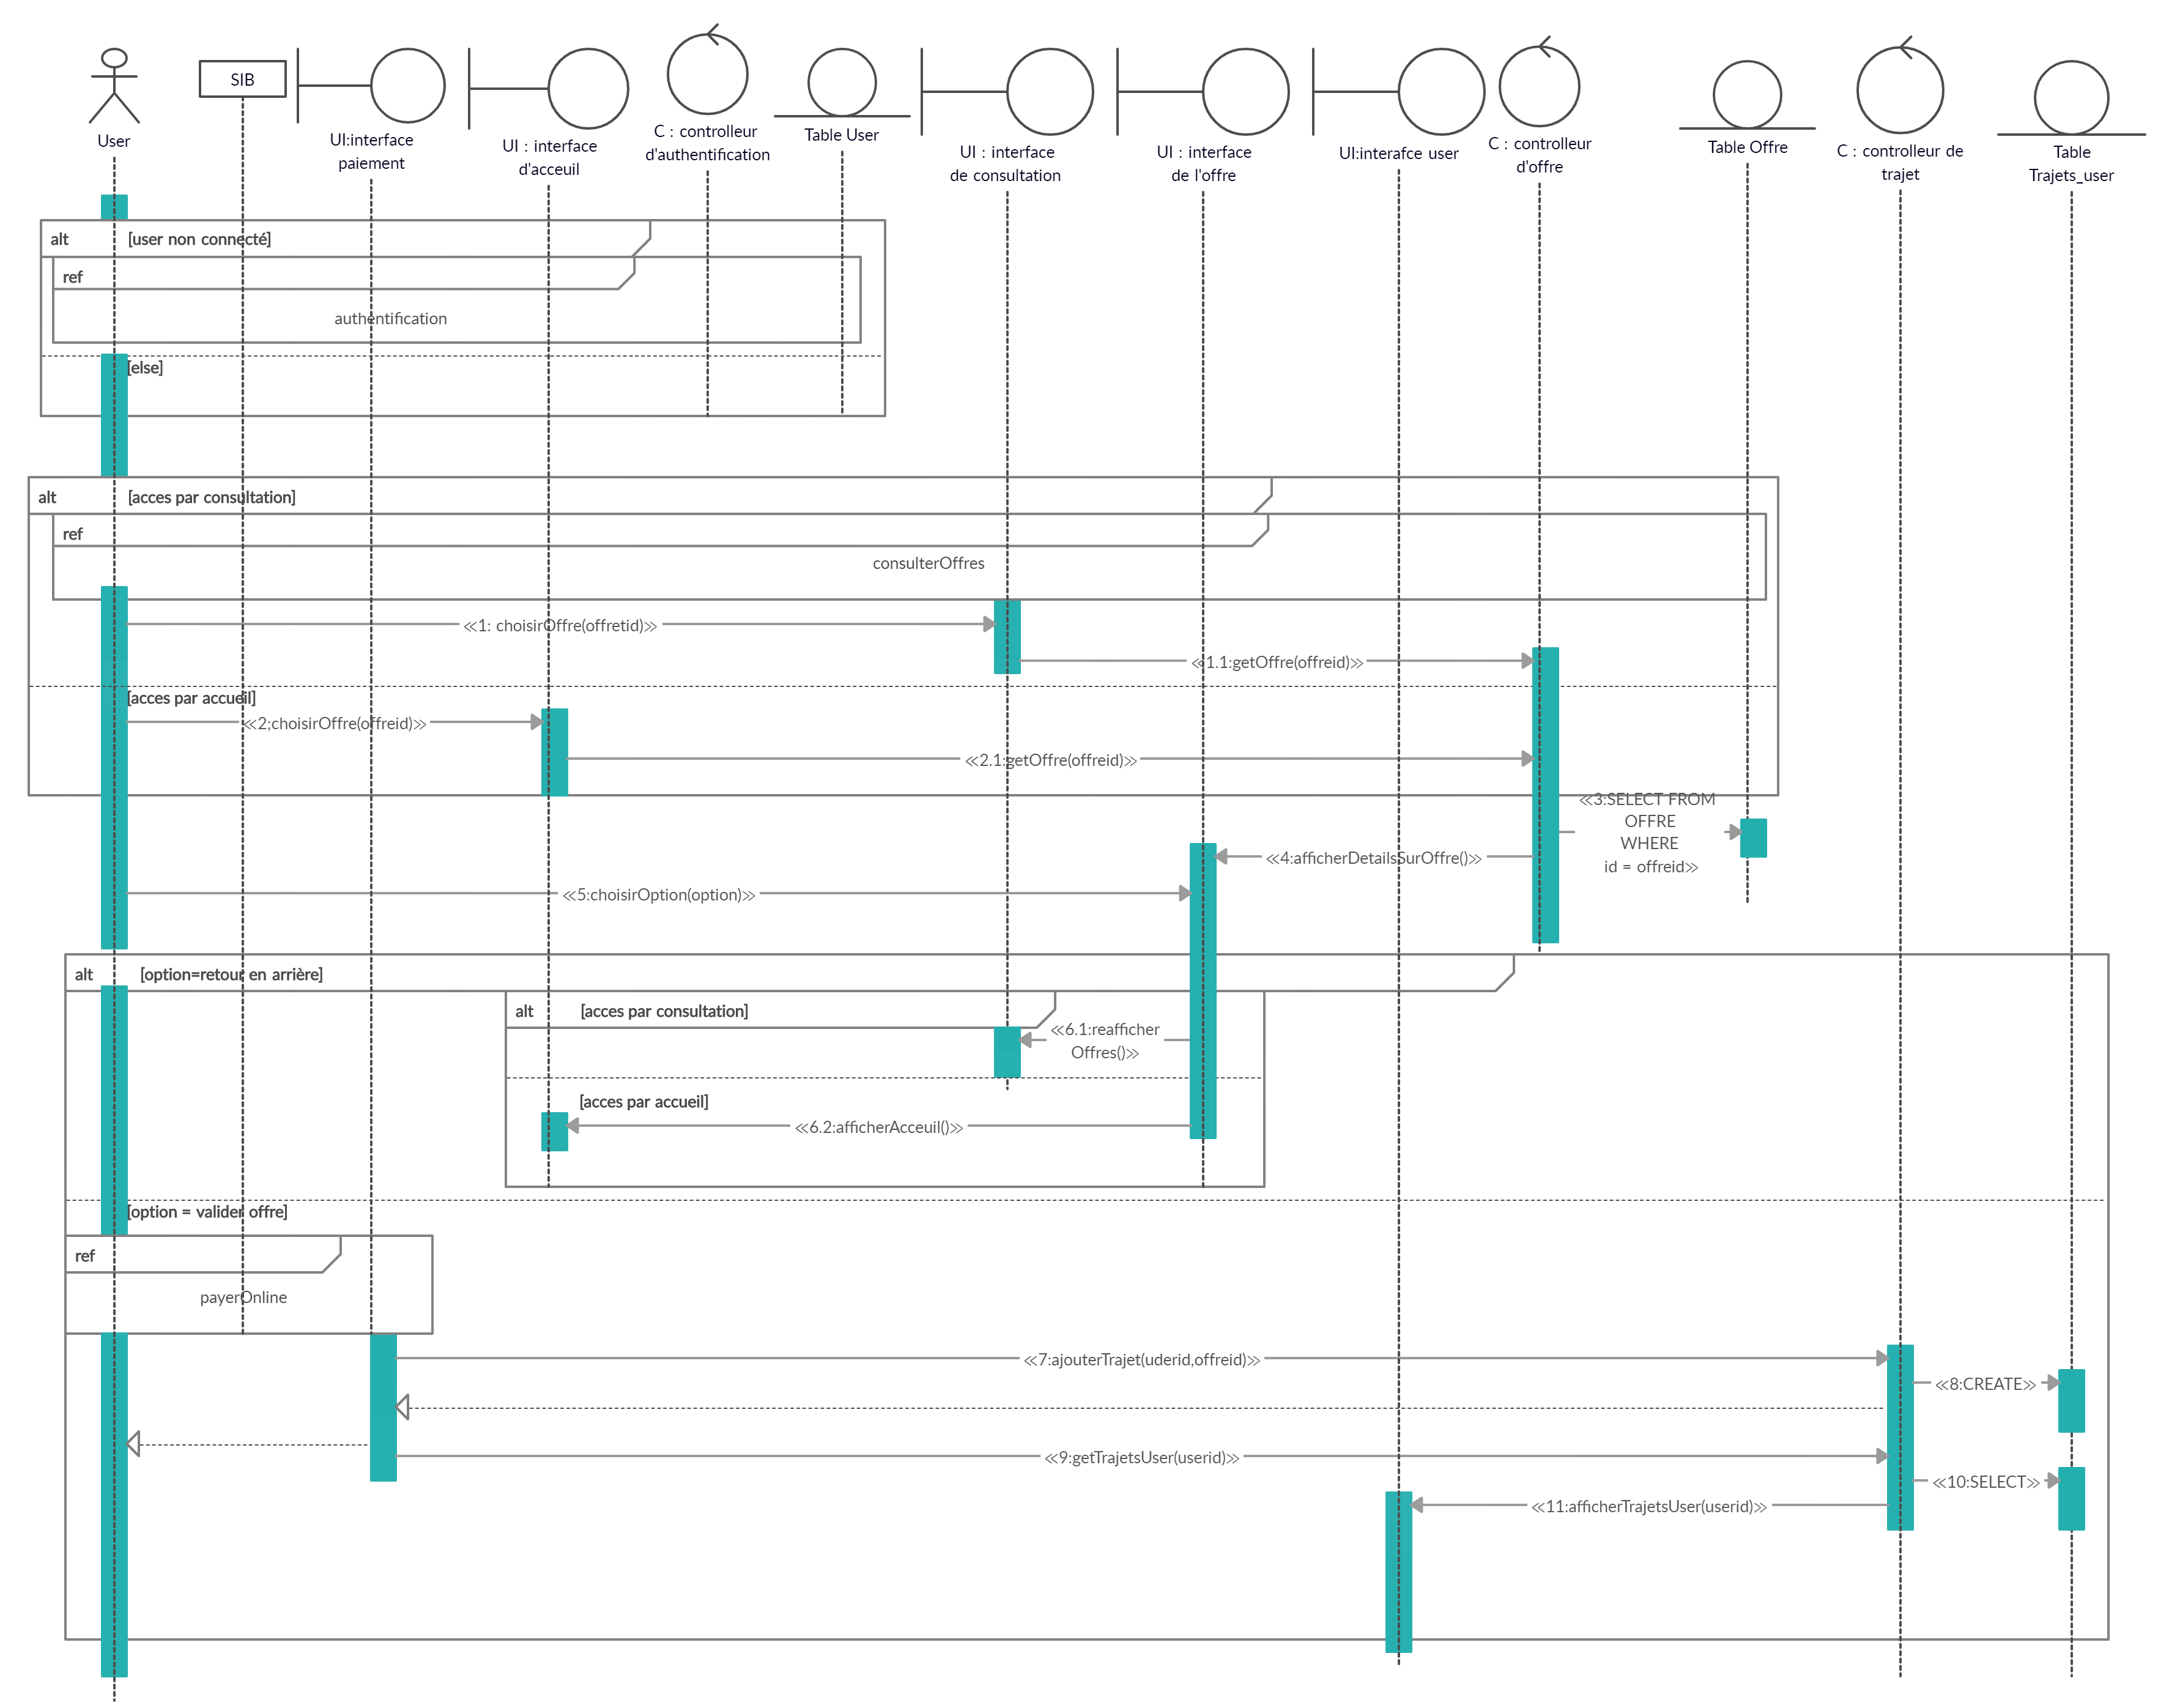 User
SIB
UI:interface
paiement
UI : interface
d'acceuil
C : controlleur
d'authentification
Table User
UI : interface
de consultation
UI : interface
de l'offre
UI:interafce user
C : controlleur
d'offre
Table Offre
C : controlleur de
trajet
Table
Trajets_user
alt [user non connecté]
ref
authentification
[else]
alt [acces par consultation]
ref
consulterOffres
<<1: choisirOffre(offretid)>>
<<1.1:getOffre(offreid)>>
[acces par accueil]
<<2;choisirOffre(offreid)>>
<<2.1:getOffre(offreid)>>
<<3:SELECT FROM
OFFRE
WHERE
id = offreid>>
<<4:afficherDetailsSurOffre()>>
<<5:choisirOption(option)>>
alt [option=retour en arrière]
alt [acces par consultation]
<<6.1:reafficher
Offres()>>
[acces par accueil]
<<6.2:afficherAcceuil()>>
[option = valider offre]
ref
payerOnline
<<7:ajouterTrajet(uderid,offreid)>>
<<8:CREATE>>
<<9:getTrajetsUser(userid)>>
<<10:SELECT>>
<<11:afficherTrajetsUser(userid)>>